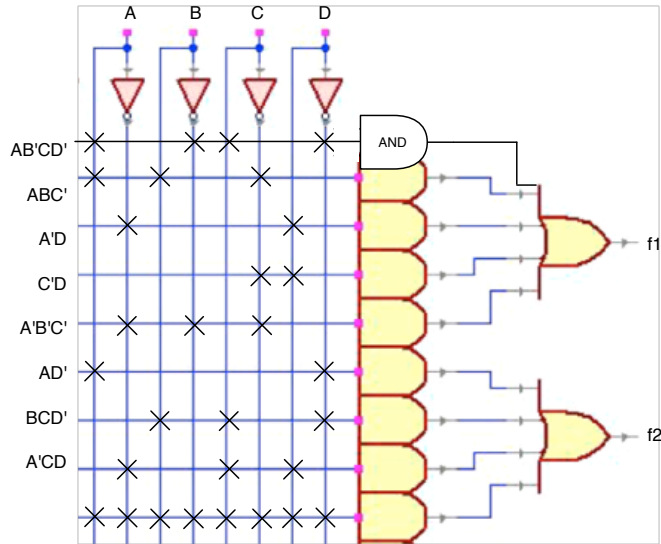 A B C D
AB'CD'
AND
ABC'
A'D
f1
C'D
A'B'C'
AD'
BCD'
f2
A'CD